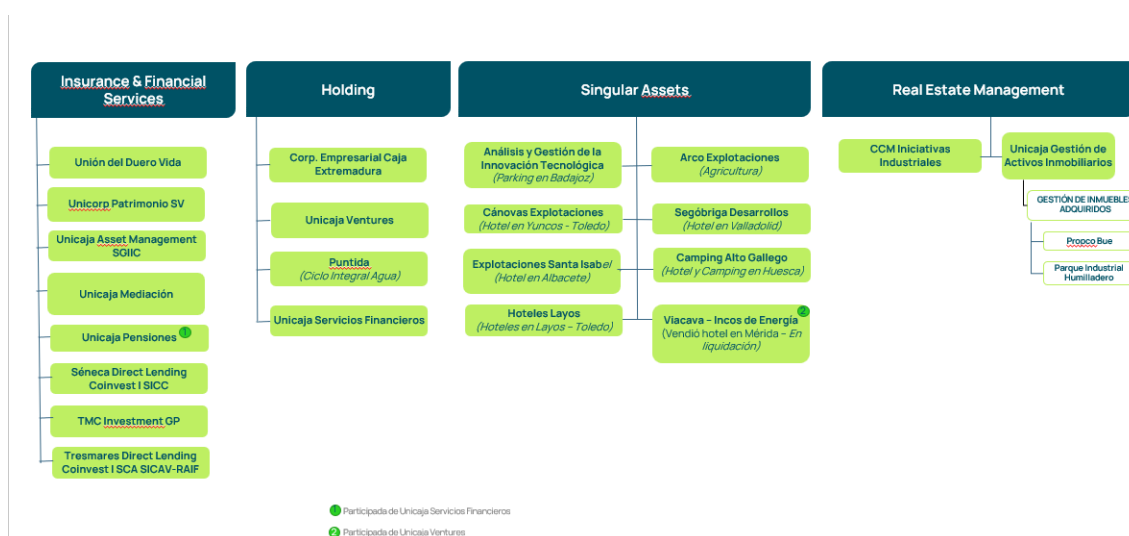 Insurance & Financial
Services
Unión del Duero Vida
Unicorp Patrimonio SV
Unicaja Asset Management
SGIIC
Unicaja Mediación
Unicaja Pensiones 1
Séneca Direct Lending
Coinvest I SICC
TMC Investment GP
Tresmares Direct Lending
Coinvest I SCA SICAV-RAIF
Holding
Corp. Empresarial Caja
Extremadura
Unicaja Ventures
Puntida
(Ciclo Integral Agua)
Unicaja Servicios Financieros
Singular Assets
Análisis y Gestión de la
Innovación Tecnológica
(Parking en Badajoz)
Cánovas Explotaciones
(Hotel en Yuncos - Toledo)
Explotaciones Santa Isabel
(Hotel en Albacete)
Hoteles Layos
(Hoteles en Layos – Toledo)
Arco Explotaciones
(Agricultura)
Segóbriga Desarrollos
(Hotel en Valladolid)
Camping Alto Gallego
(Hotel y Camping en Huesca)
Viacava – Incos de Energía 2
(Vendió hotel en Mérida – En
liquidación)
Real Estate Management
CCM Iniciativas
Industriales
Unicaja Gestión de
Activos Inmobiliarios
GESTIÓN DE INMUEBLES
ADQUIRIDOS
Propco Bue
Parque Industrial
Humilladero
1 Participada de Unicaja Servicios Financieros
2 Participada de Unicaja Ventures